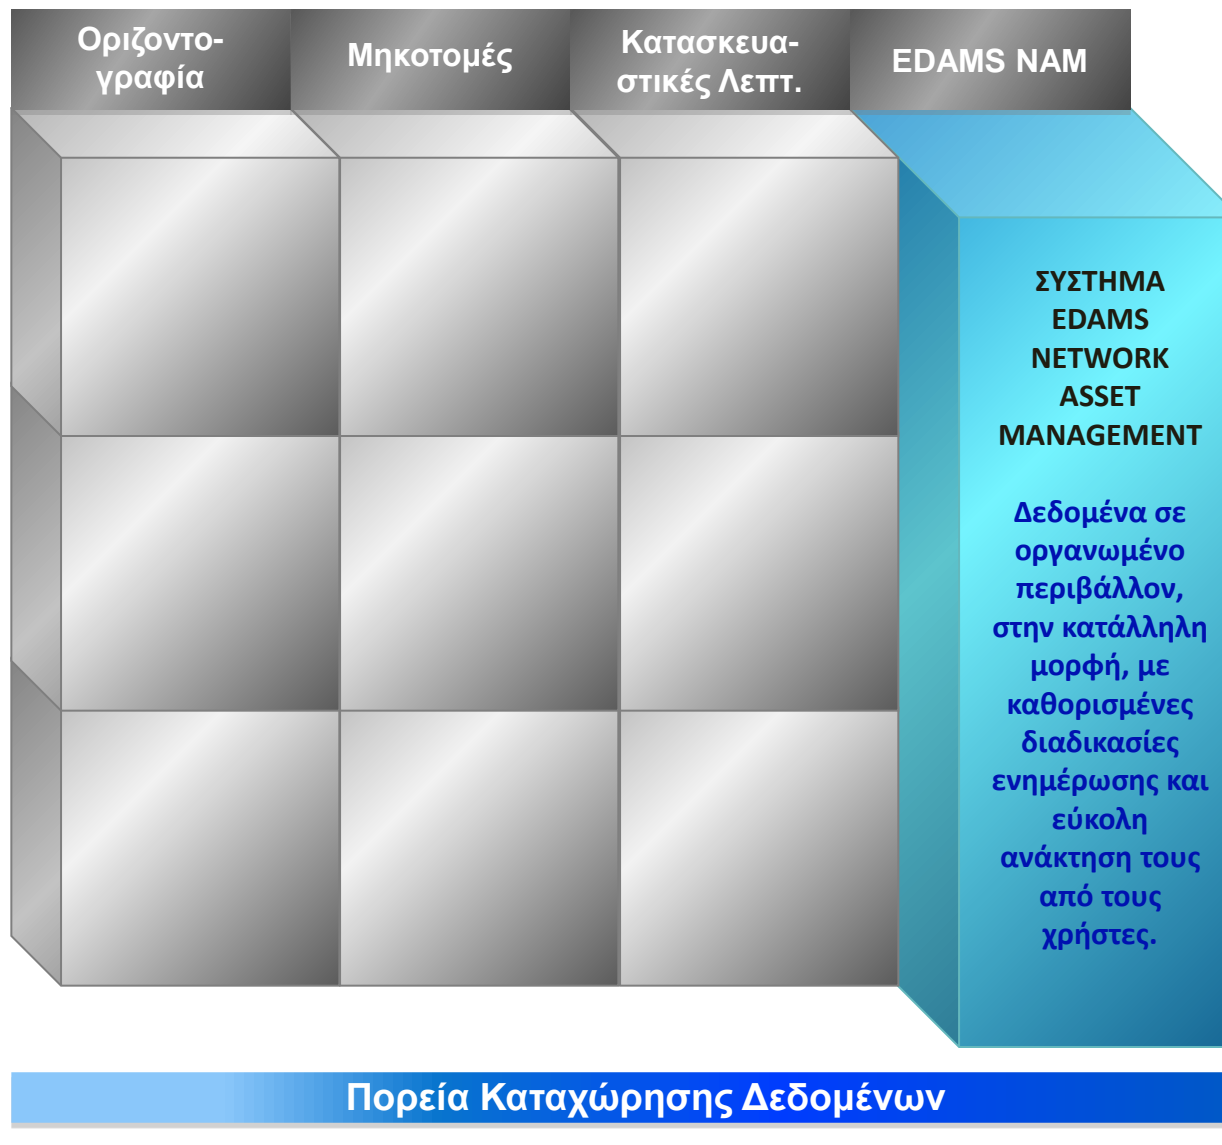 Οριζοντο-
γραφία
Μηκοτομές
Κατασκευα-
στικές Λεπτ.
EDAMS NAM
ΣΥΣΤΗΜΑ
EDAMS
NETWORK
ASSET
MANAGEMENT
Δεδομένα σε
οργανωμένο
περιβάλλον,
στην κατάλληλη
μορφή, με
καθορισμένες
διαδικασίες
ενημέρωσης και
εύκολη
ανάκτηση τους
από τους
χρήστες.
Πορεία Καταχώρησης Δεδομένων